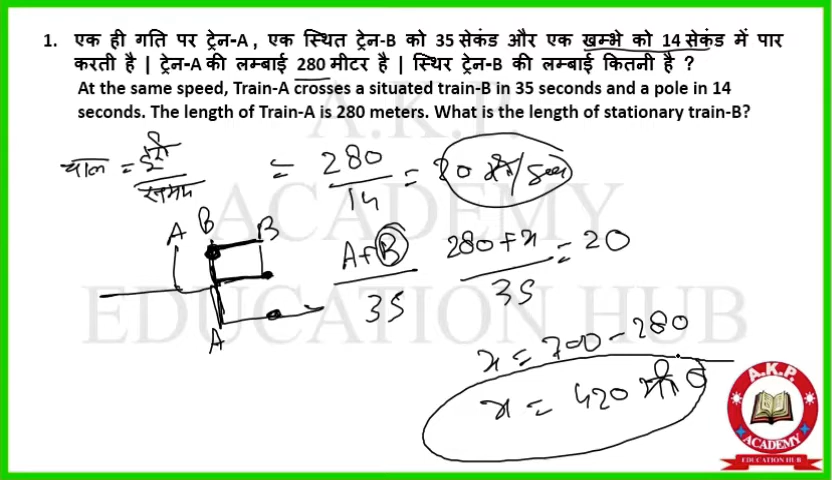 1. एक ही गति पर ट्रेन-A , एक स्थित ट्रेन-B को 35 सेकंड और एक खम्भे को 14 सेकंड में पार
करती है | ट्रेन-A की लम्बाई 280 मीटर है | स्थिर ट्रेन-B की लम्बाई कितनी है ?
At the same speed, Train-A crosses a situated train-B in 35 seconds and a pole in 14
seconds. The length of Train-A is 280 meters. What is the length of stationary train-B?
A.K.P.
चाल = दूरी/समय = 280/14 = 20 मी/
ACADEMY
A B B
A+B/35 280+x/35 = 20
EDUCATION HUB
A
x = 700 - 280
x = 420 मी०
A.K.P.
ACADEMY
EDUCATION HUB